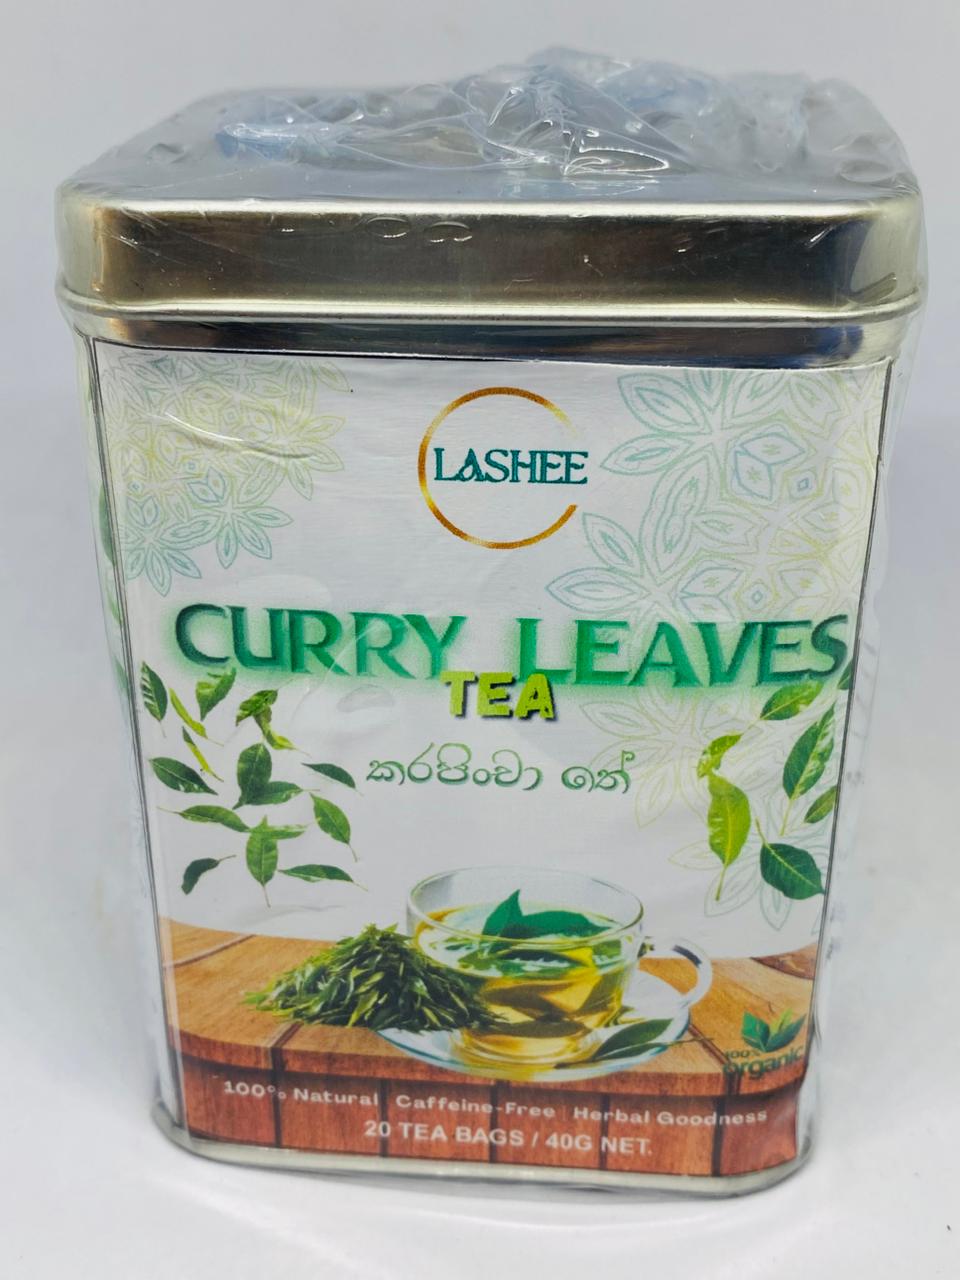 LASHEE
CURRY LEAVES
TEA
කරපිංචා තේ
100%
organic
100% Natural Caffeine-Free Herbal Goodness
20 TEA BAGS / 40G NET.